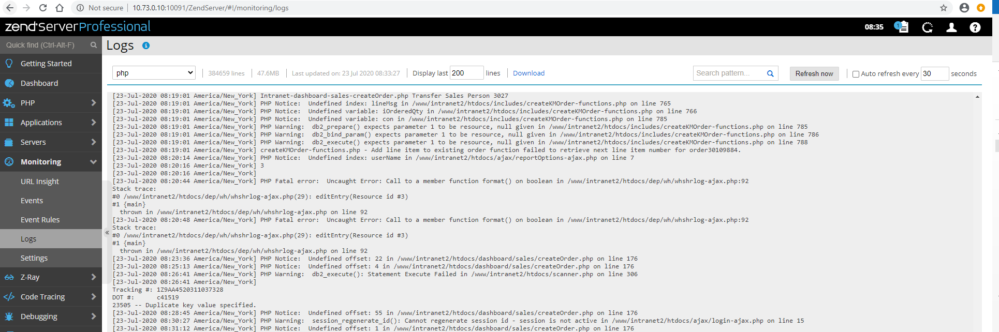 Not secure | 10.73.0.10:10091/ZendServer/#!/monitoring/logs
zend ServerProfessional
08:35
1
Quick find (Ctrl-Alt-F)
Logs
Getting Started
Dashboard
PHP
Applications
Servers
Monitoring
URL Insight
Events
Event Rules
Logs
Settings
Z-Ray
Code Tracing
Debugging
php
384659 lines
47.6MB
Last updated on: 23 Jul 2020 08:33:27
Display last 200 lines
Download
Search pattern...
Refresh now
Auto refresh every 30 seconds
[23-Jul-2020 08:19:01 America/New_York] Intranet-dashboard-sales-createOrder.php Transfer Sales Person 3027
[23-Jul-2020 08:19:01 America/New_York] PHP Notice:  Undefined index: lineMsg in /www/intranet2/htdocs/includes/createKMOrder-functions.php on line 765
[23-Jul-2020 08:19:01 America/New_York] PHP Notice:  Undefined variable: iOrderedQty in /www/intranet2/htdocs/includes/createKMOrder-functions.php on line 766
[23-Jul-2020 08:19:01 America/New_York] PHP Notice:  Undefined variable: con in /www/intranet2/htdocs/includes/createKMOrder-functions.php on line 785
[23-Jul-2020 08:19:01 America/New_York] PHP Warning:  db2_prepare() expects parameter 1 to be resource, null given in /www/intranet2/htdocs/includes/createKMOrder-functions.php on line 785
[23-Jul-2020 08:19:01 America/New_York] PHP Warning:  db2_bind_param() expects parameter 1 to be resource, null given in /www/intranet2/htdocs/includes/createKMOrder-functions.php on line 786
[23-Jul-2020 08:19:01 America/New_York] PHP Warning:  db2_execute() expects parameter 1 to be resource, null given in /www/intranet2/htdocs/includes/createKMOrder-functions.php on line 788
[23-Jul-2020 08:19:01 America/New_York] createKMOrder-functions.php - Add line item to existing order function failed to retrieve next line item number for order30109884.
[23-Jul-2020 08:20:14 America/New_York] PHP Notice:  Undefined index: userName in /www/intranet2/htdocs/ajax/reportOptions-ajax.php on line 7
[23-Jul-2020 08:20:16 America/New_York] 3
[23-Jul-2020 08:20:16 America/New_York]
[23-Jul-2020 08:20:44 America/New_York] PHP Fatal error:  Uncaught Error: Call to a member function format() on boolean in /www/intranet2/htdocs/dep/wh/whshrlog-ajax.php:92
Stack trace:
#0 /www/intranet2/htdocs/dep/wh/whshrlog-ajax.php(29): editEntry(Resource id #3)
#1 {main}
  thrown in /www/intranet2/htdocs/dep/wh/whshrlog-ajax.php on line 92
[23-Jul-2020 08:20:48 America/New_York] PHP Fatal error:  Uncaught Error: Call to a member function format() on boolean in /www/intranet2/htdocs/dep/wh/whshrlog-ajax.php:92
Stack trace:
#0 /www/intranet2/htdocs/dep/wh/whshrlog-ajax.php(29): editEntry(Resource id #3)
#1 {main}
  thrown in /www/intranet2/htdocs/dep/wh/whshrlog-ajax.php on line 92
[23-Jul-2020 08:23:36 America/New_York] PHP Notice:  Undefined offset: 22 in /www/intranet2/htdocs/dashboard/sales/createOrder.php on line 176
[23-Jul-2020 08:25:13 America/New_York] PHP Notice:  Undefined offset: 4 in /www/intranet2/htdocs/dashboard/sales/createOrder.php on line 176
[23-Jul-2020 08:26:41 America/New_York] PHP Warning:  db2_execute(): Statement Execute Failed in /www/intranet2/htdocs/scanner.php on line 306
[23-Jul-2020 08:26:41 America/New_York]
Tracking #: 1Z9AA4520311037328
DOT #:      c41519
23505 -- Duplicate key value specified.
[23-Jul-2020 08:28:45 America/New_York] PHP Notice:  Undefined offset: 55 in /www/intranet2/htdocs/dashboard/sales/createOrder.php on line 176
[23-Jul-2020 08:30:27 America/New_York] PHP Warning:  session_regenerate_id(): Cannot regenerate session id - session is not active in /www/intranet2/htdocs/ajax/login-ajax.php on line 15
[23-Jul-2020 08:31:12 America/New_York] PHP Notice:  Undefined offset: 1 in /www/intranet2/htdocs/dashboard/sales/createOrder.php on line 176